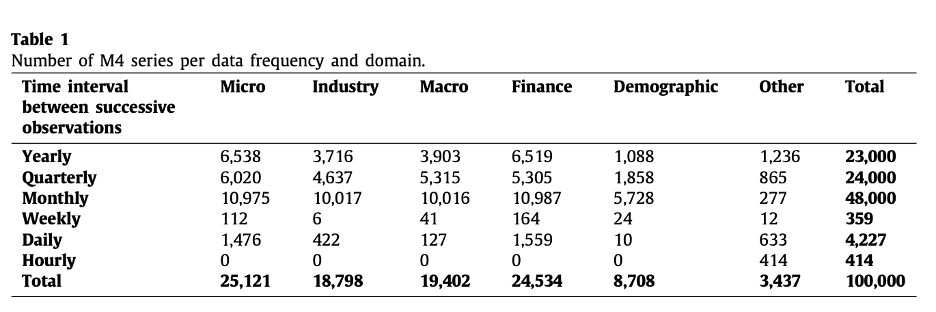 Table 1
Number of M4 series per data frequency and domain.
Time interval between successive observations Micro Industry Macro Finance Demographic Other Total
Yearly 6,538 3,716 3,903 6,519 1,088 1,236 23,000
Quarterly 6,020 4,637 5,315 5,305 1,858 865 24,000
Monthly 10,975 10,017 10,016 10,987 5,728 277 48,000
Weekly 112 6 41 164 24 12 359
Daily 1,476 422 127 1,559 10 633 4,227
Hourly 0 0 0 0 0 414 414
Total 25,121 18,798 19,402 24,534 8,708 3,437 100,000